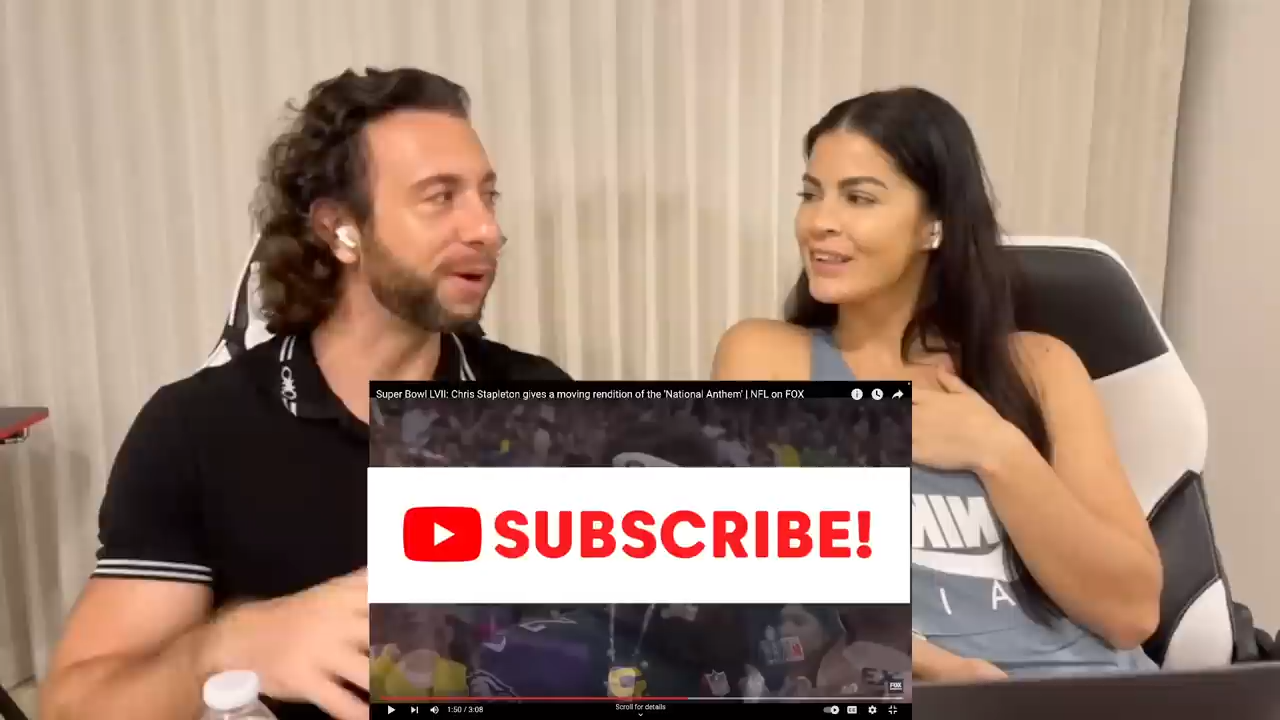 Super Bowl LVII: Chris Stapleton gives a moving rendition of the 'National Anthem' | NFL on FOX
SUBSCRIBE!
I A
FOX
1:50 / 3:08
Scroll for details